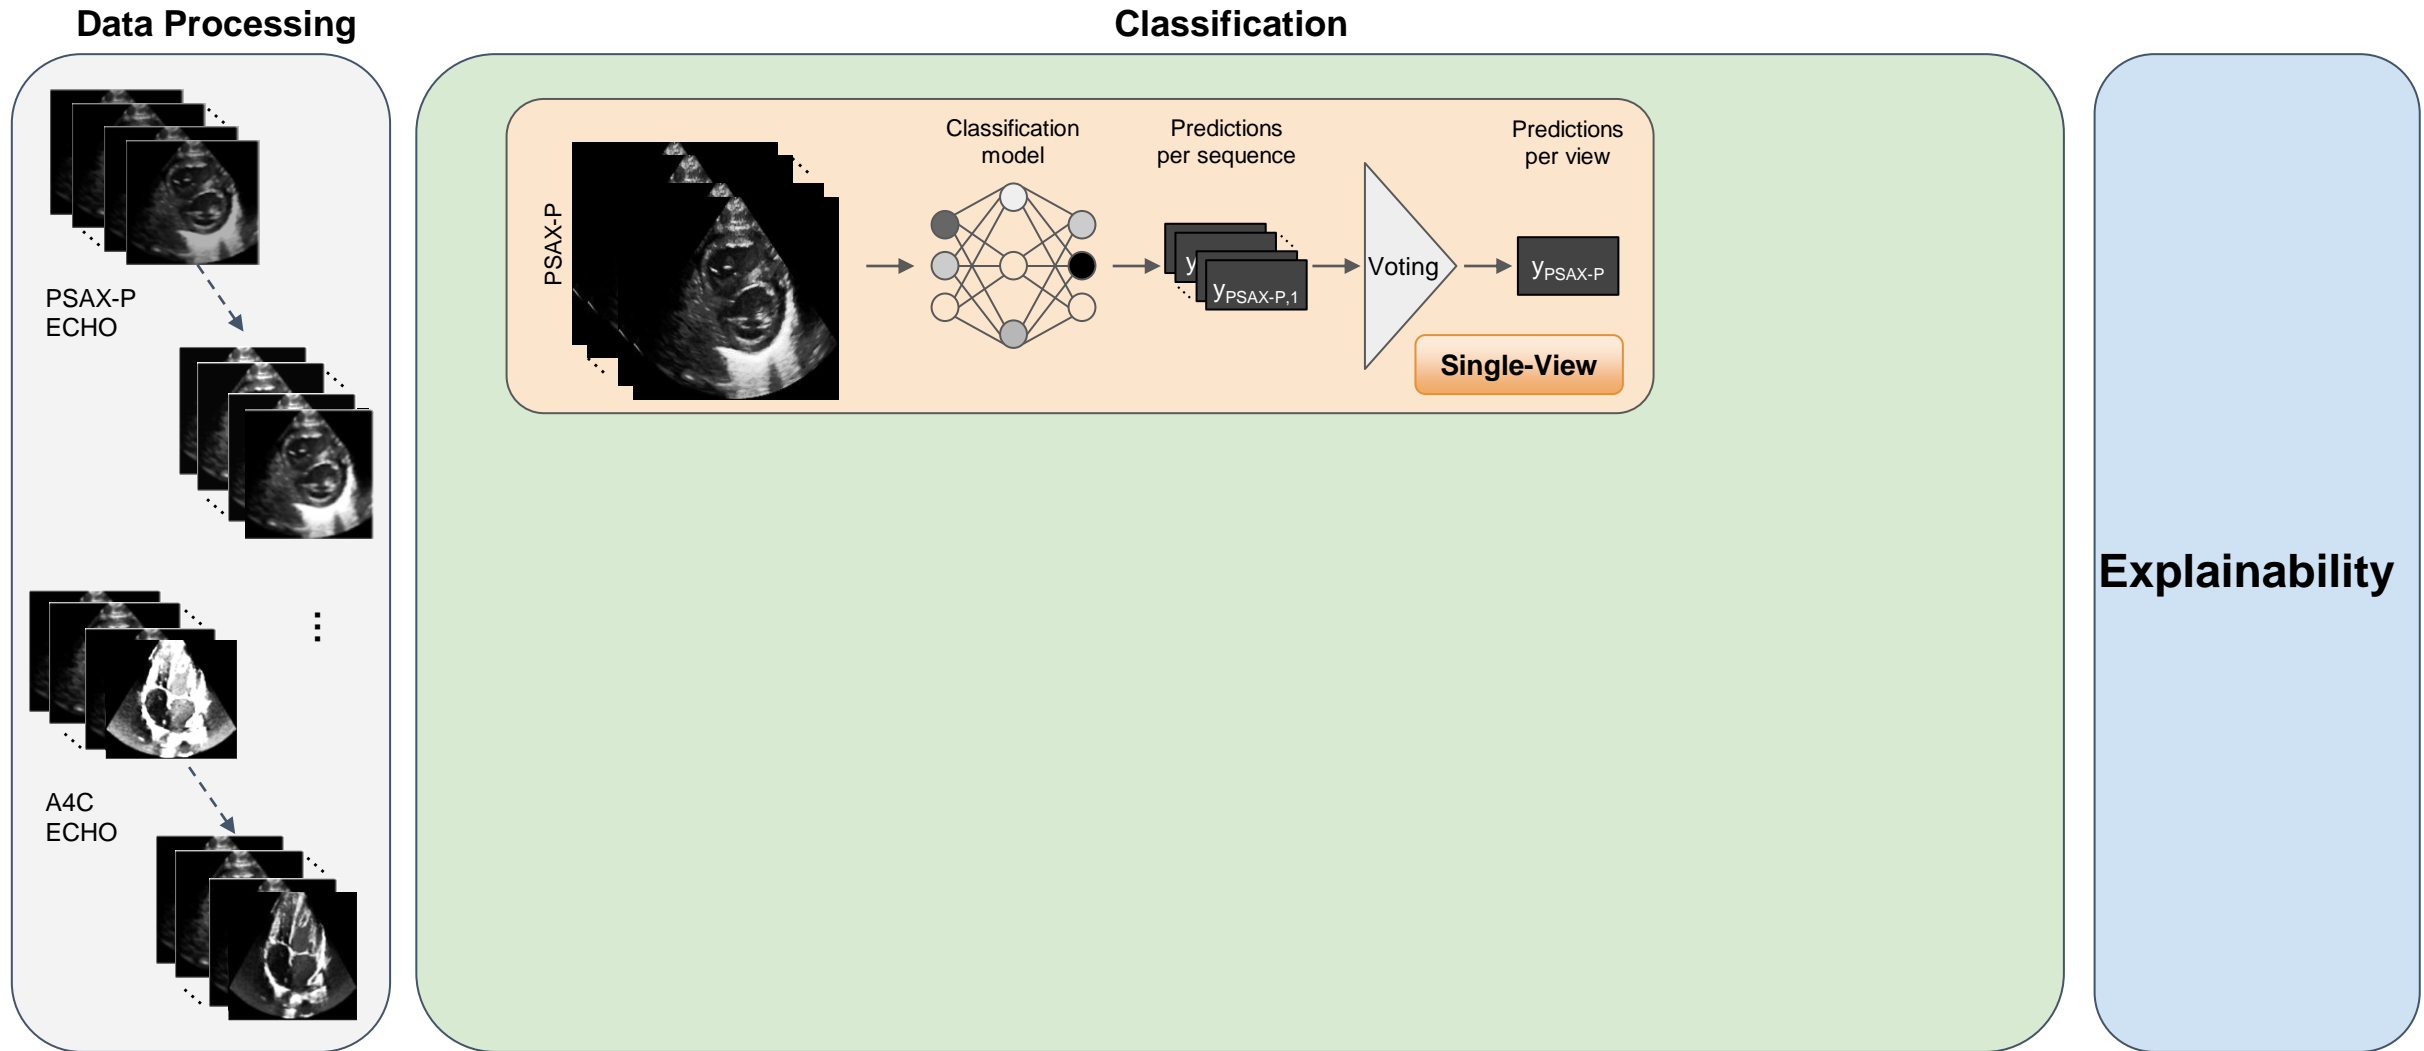 Data Processing
Classification
PSAX-P
ECHO
A4C
ECHO
PSAX-P
Classification
model
Predictions
per sequence
y
yPSAX-P,1
Voting
Predictions
per view
yPSAX-P
Single-View
Explainability